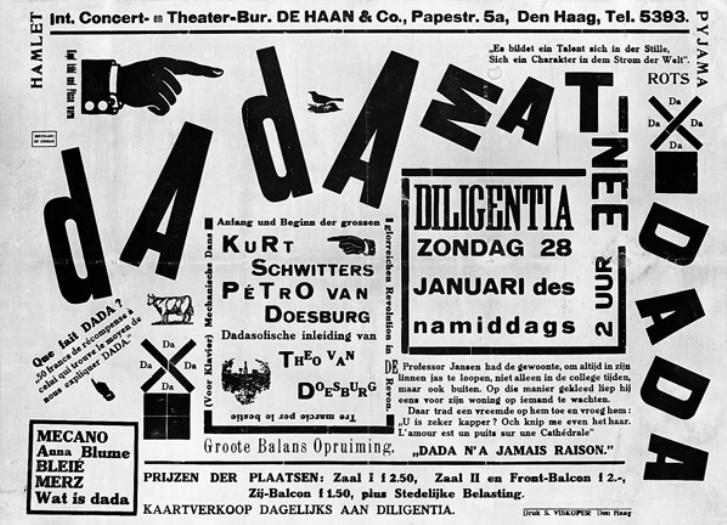 Int. Concert- en Theater-Bur. DE HAAN & Co., Papestr. 5a, Den Haag, Tel. 5393.
HAMLET
PYJAMA
„Es bildet ein Talent sich in der Stille,
Sich ein Charakter in dem Strom der Welt”.
ROTS
dADA
MATINEE
2 UUR
Da
Da Da
Da
DADA
DILIGENTIA
ZONDAG 28
JANUARI des
namiddags
Anfang und Beginn der grossen
glorreichen Revolution in
DE Revon.
(Voor Klavier) Mechanische Dans
KURT
SCHWITTERS
PÉTRO VAN
DOESBURG
Dadasofische inleiding van
THEO VAN
DOESBURG
Tre marcie per le bestie
Que fait DADA?
„50 francs de récompense à
celui qui trouve le moyen de
nous expliquer DADA”
Da
Da Da
Da
Professor Jansen had de gewoonte, om altijd in zijn
linnen jas te loopen, niet alleen in de college tijden,
maar ook buiten. Op die manier gekleed liep hij
eens voor zijn woning op iemand te wachten.
Daar trad een vreemde op hem toe en vroeg hem:
„U is zeker kapper? Och knip me even het haar.
L'amour est un puits sur une Cathédrale”
„DADA N'A JAMAIS RAISON.”
Groote Balans Opruiming.
MECANO
Anna Blume
BLEIË
MERZ
Wat is dada
PRIJZEN DER PLAATSEN: Zaal I f 2.50, Zaal II en Front-Balcon f 2.-,
Zij-Balcon f 1.50, plus Stedelijke Belasting.
KAARTVERKOOP DAGELIJKS AAN DILIGENTIA.
Druk S. VISKOPER Den Haag